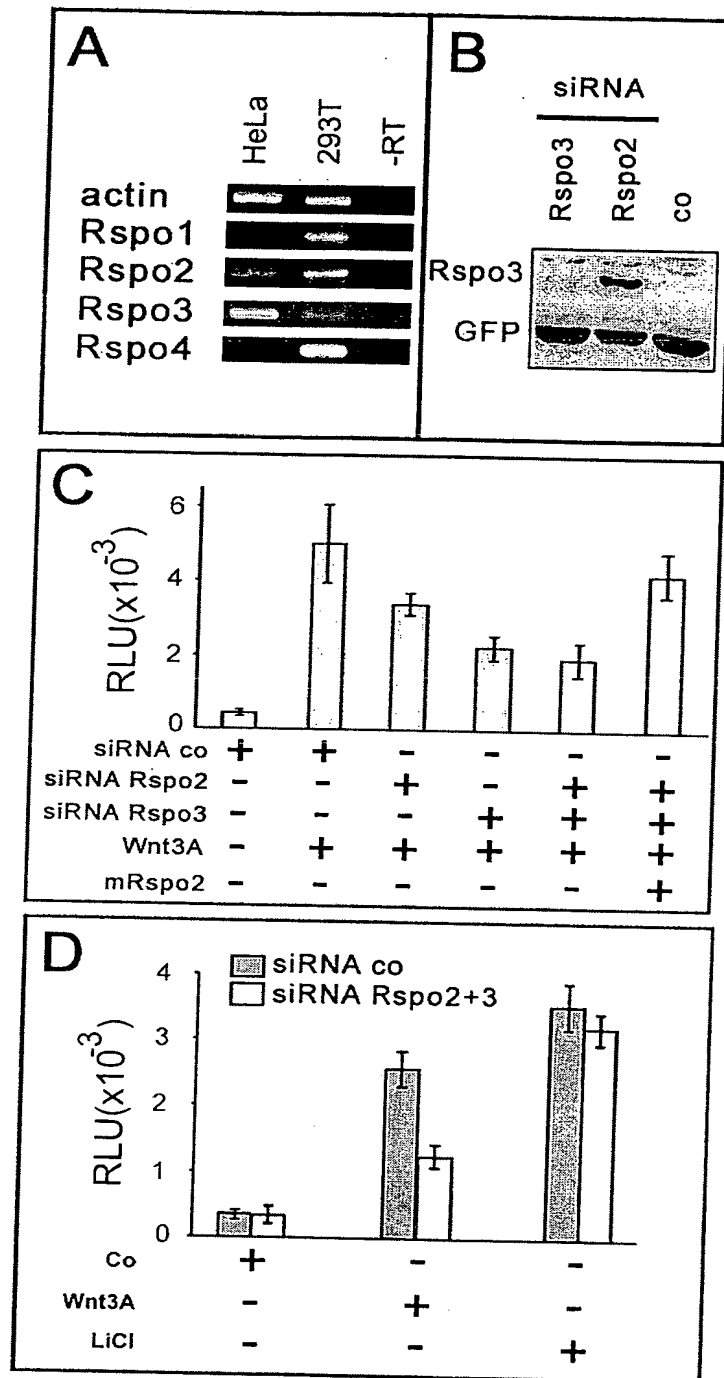 A
HeLa 293T -RT
actin
Rspo1
Rspo2
Rspo3
Rspo4
B
siRNA
Rspo3 Rspo2 co
Rspo3
GFP
C
RLU(x10-3)
6
4
2
0
siRNA co + + - - - -
siRNA Rspo2 - - + - + +
siRNA Rspo3 - - - + + +
Wnt3A - + + + + +
mRspo2 - - - - - +
D
siRNA co
siRNA Rspo2+3
RLU(x10-3)
4
3
2
1
0
Co + - -
Wnt3A - + -
LiCl - - +